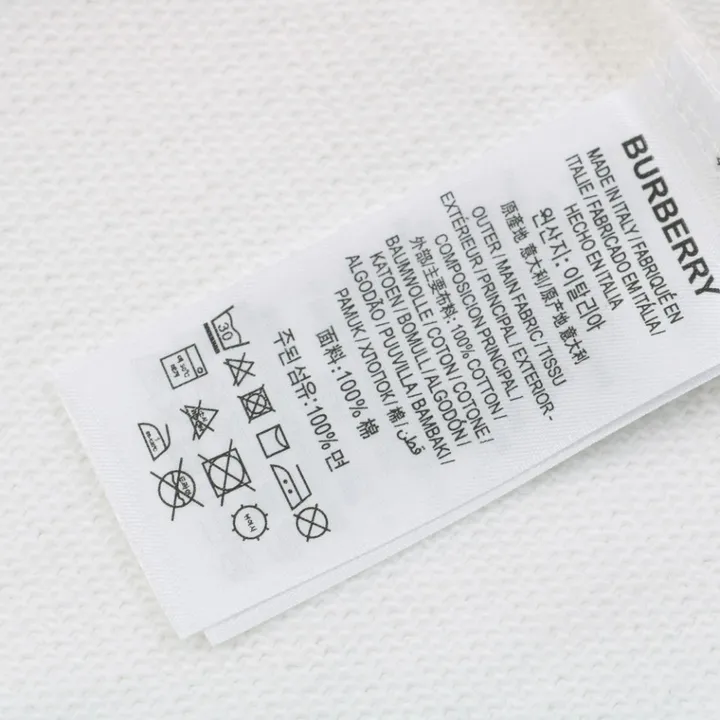 BURBERRY
MADE IN ITALY / FABRIQUÉ EN
ITALIE / FABRICADO EM ITÁLIA /
HECHO EN ITALIA
원산지: 이탈리아
原產地 意大利/原产地 意大利
OUTER / MAIN FABRIC / TISSU
EXTÉRIEUR / PRINCIPAL / EXTERIOR -
COMPOSICION PRINCIPAL /
外部/主要布料: 100% COTTON /
BAUMWOLLE / COTON / COTONE /
KATOEN / BOMULL / ALGODÓN /
ALGODÃO / PUUVILLA / BAMBAKI /
PAMUK / ХЛОПОК / 棉 / قطن
面料: 100% 棉
주된섬유: 100% 면
30